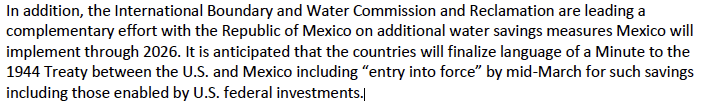 In addition, the International Boundary and Water Commission and Reclamation are leading a
complementary effort with the Republic of Mexico on additional water savings measures Mexico will
implement through 2026. It is anticipated that the countries will finalize language of a Minute to the
1944 Treaty between the U.S. and Mexico including “entry into force” by mid-March for such savings
including those enabled by U.S. federal investments.